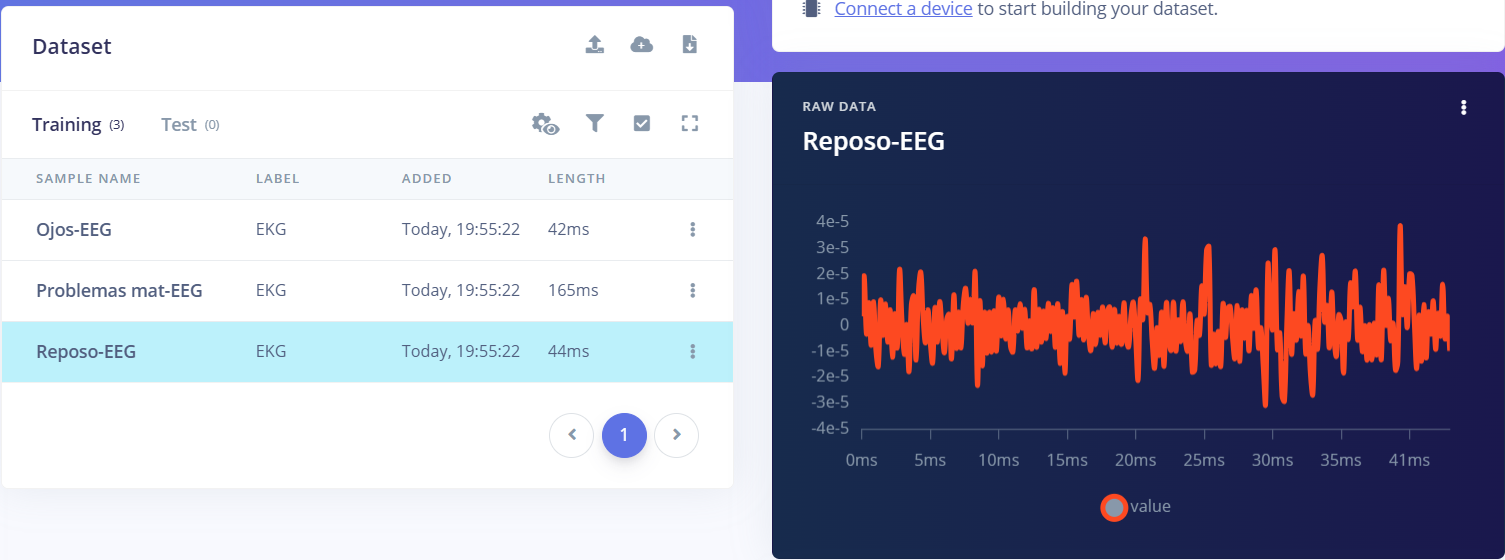 Dataset
Training (3) Test (0)
SAMPLE NAME LABEL ADDED LENGTH
Ojos-EEG EKG Today, 19:55:22 42ms
Problemas mat-EEG EKG Today, 19:55:22 165ms
Reposo-EEG EKG Today, 19:55:22 44ms
1
Connect a device to start building your dataset.
RAW DATA
Reposo-EEG
4e-5
3e-5
2e-5
1e-5
0
-1e-5
-2e-5
-3e-5
-4e-5
0ms 5ms 10ms 15ms 20ms 25ms 30ms 35ms 41ms
value